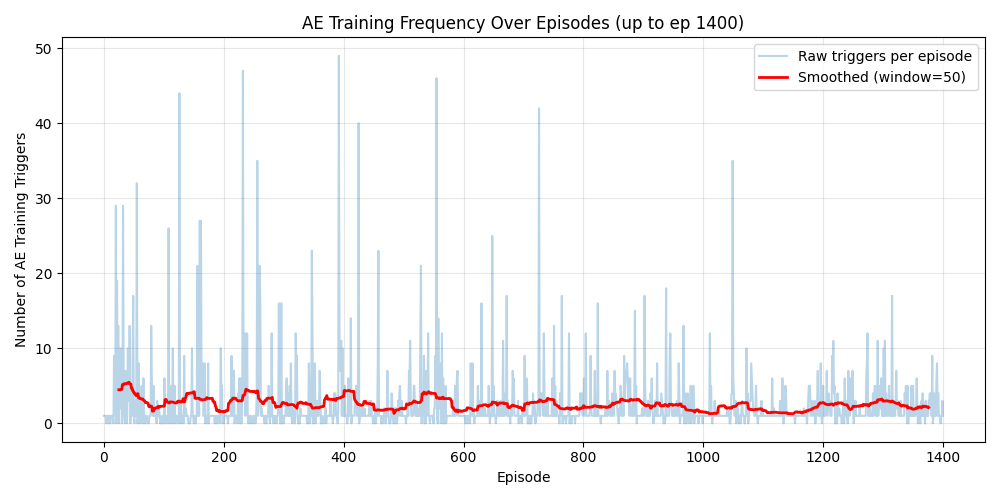 AE Training Frequency Over Episodes (up to ep 1400)
Raw triggers per episode
Smoothed (window=50)
Number of AE Training Triggers
50
40
30
20
10
0
0 200 400 600 800 1000 1200 1400
Episode